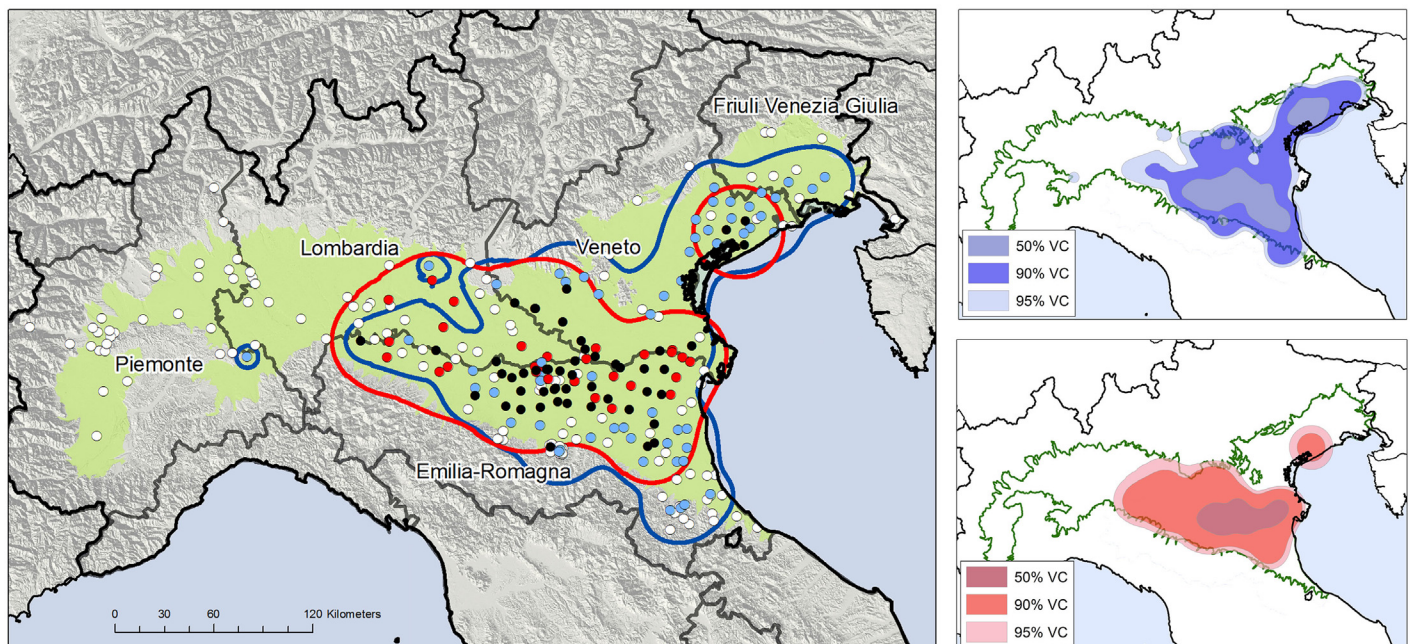 Friuli Venezia Giulia
Lombardia
Veneto
Piemonte
Emilia-Romagna
0 30 60 120 Kilometers
50% VC
90% VC
95% VC
50% VC
90% VC
95% VC